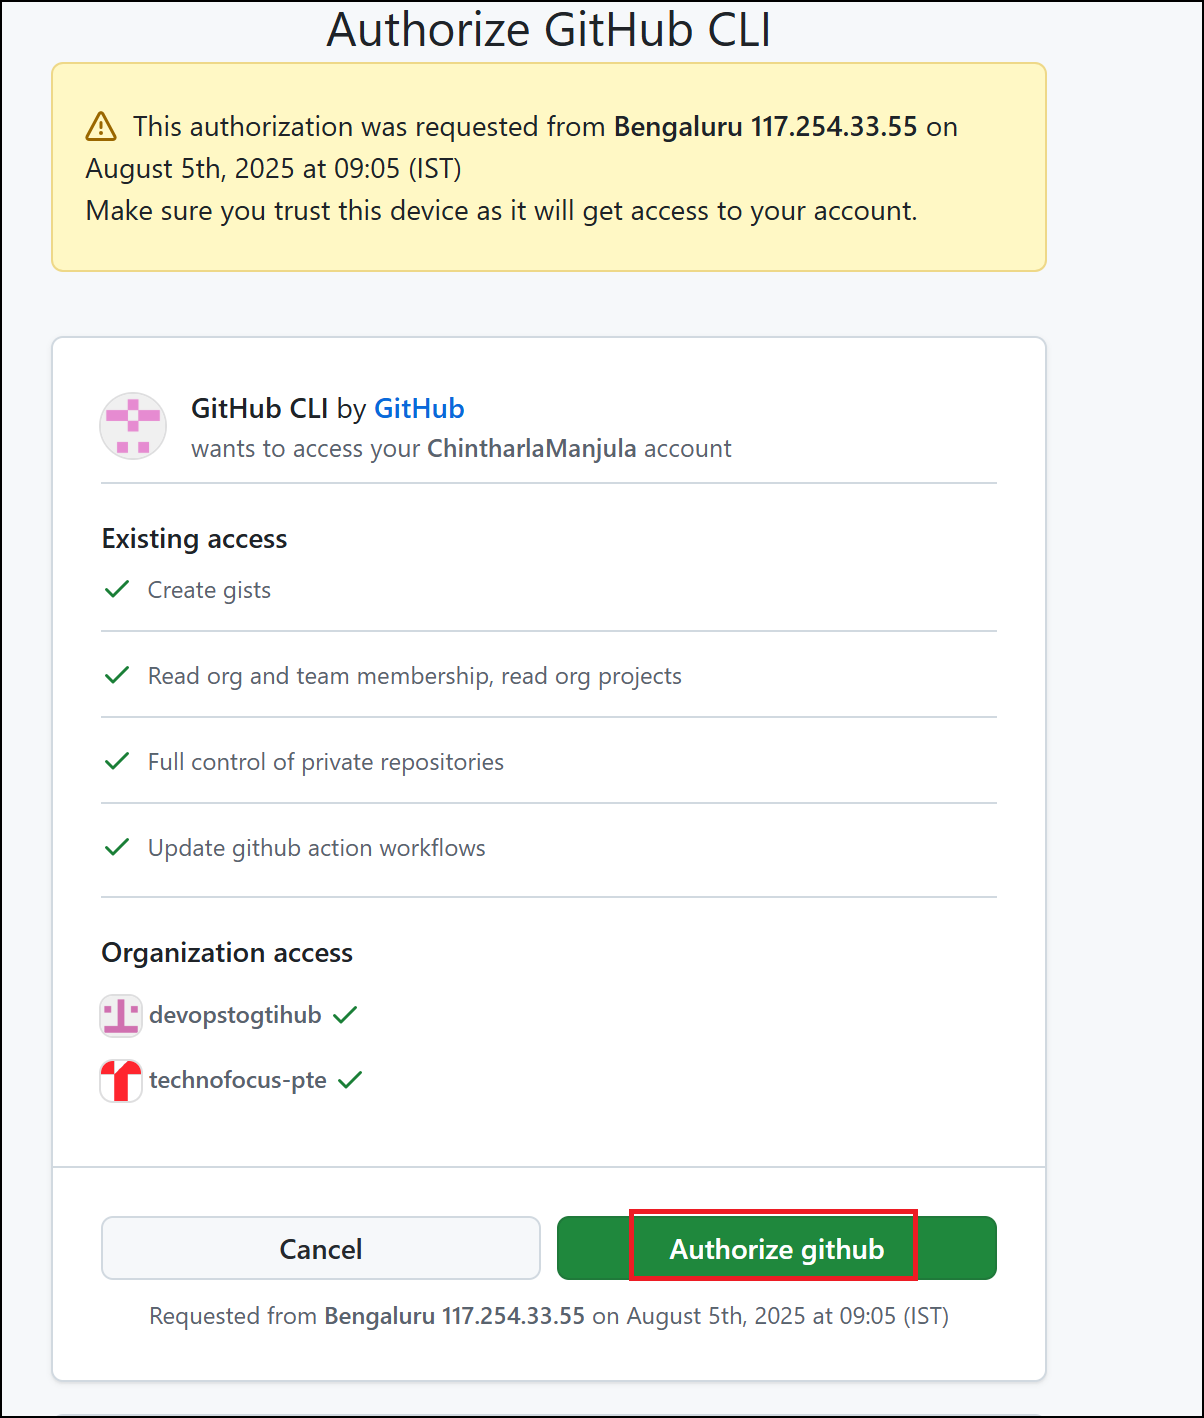 Authorize GitHub CLI
This authorization was requested from Bengaluru 117.254.33.55 on
August 5th, 2025 at 09:05 (IST)
Make sure you trust this device as it will get access to your account.
GitHub CLI by GitHub
wants to access your ChintharlaManjula account
Existing access
Create gists
Read org and team membership, read org projects
Full control of private repositories
Update github action workflows
Organization access
devopstogtihub
technofocus-pte
Cancel
Authorize github
Requested from Bengaluru 117.254.33.55 on August 5th, 2025 at 09:05 (IST)